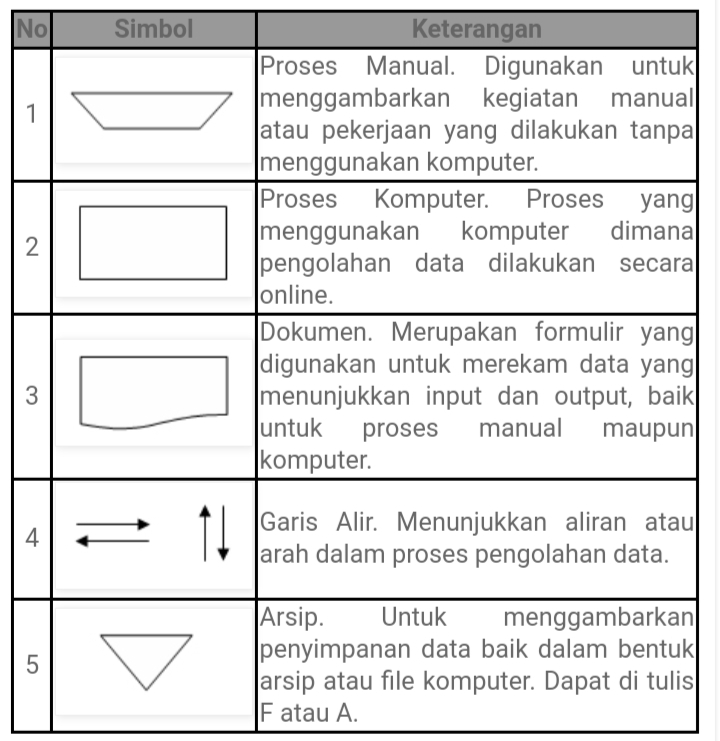 No Simbol Keterangan
1
Proses Manual. Digunakan untuk
menggambarkan kegiatan manual
atau pekerjaan yang dilakukan tanpa
menggunakan komputer.
2
Proses Komputer. Proses yang
menggunakan komputer dimana
pengolahan data dilakukan secara
online.
3
Dokumen. Merupakan formulir yang
digunakan untuk merekam data yang
menunjukkan input dan output, baik
untuk proses manual maupun
komputer.
4
Garis Alir. Menunjukkan aliran atau
arah dalam proses pengolahan data.
5
Arsip. Untuk menggambarkan
penyimpanan data baik dalam bentuk
arsip atau file komputer. Dapat di tulis
F atau A.